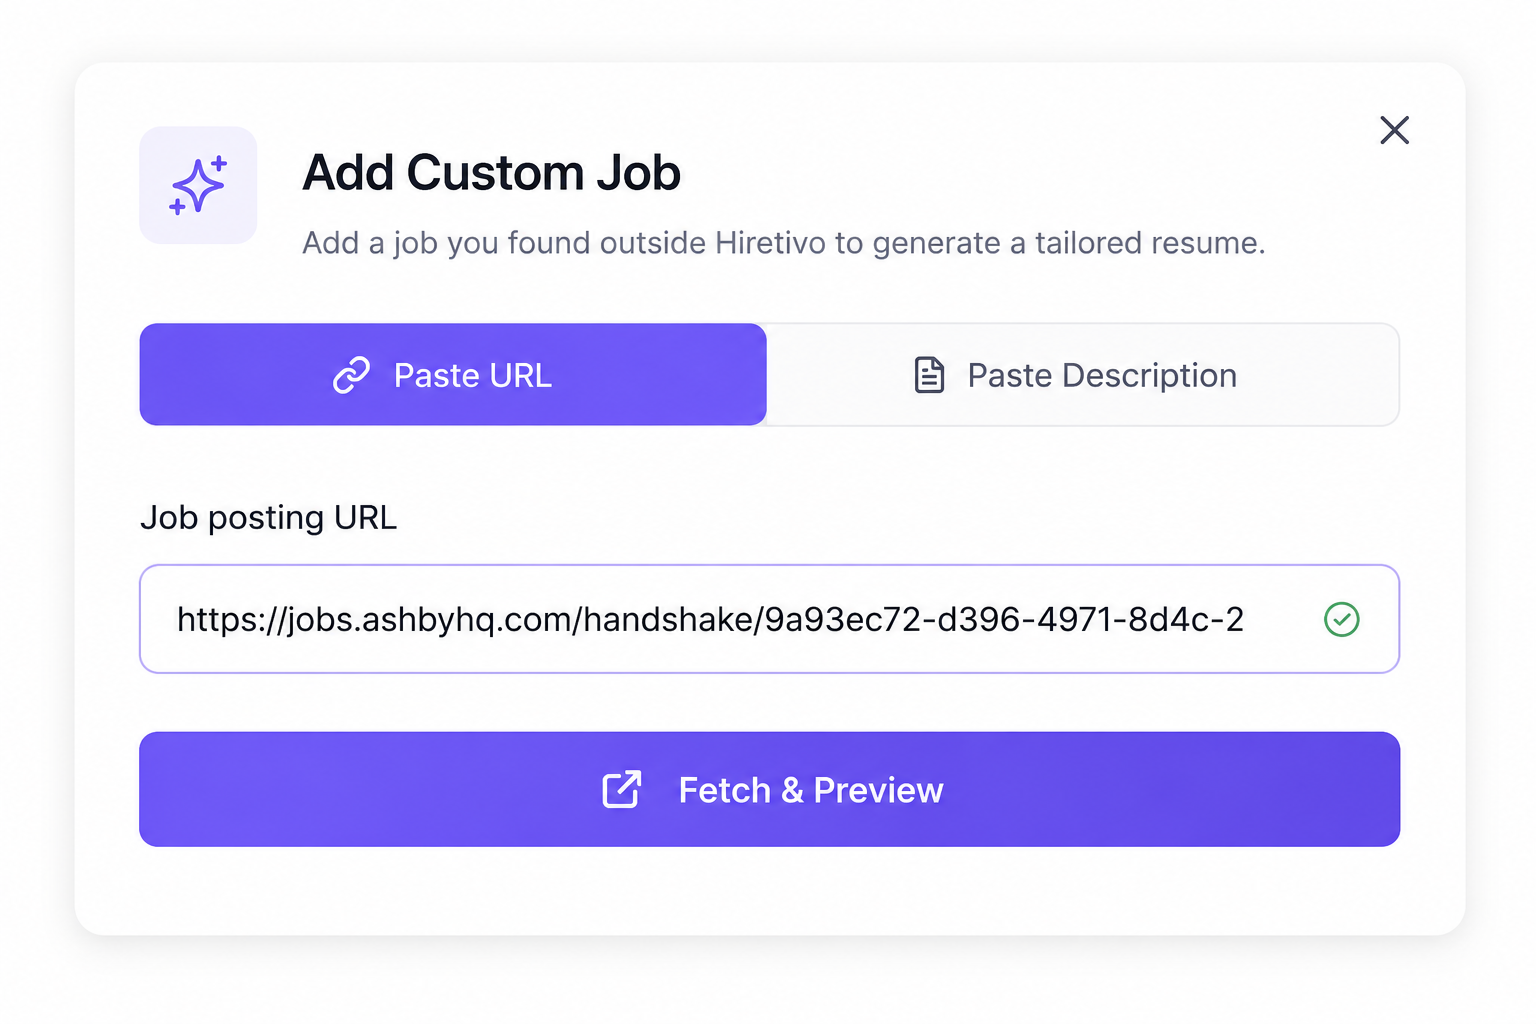 Add Custom Job
Add a job you found outside Hiretivo to generate a tailored resume.
Paste URL
Paste Description
Job posting URL
https://jobs.ashbyhq.com/handshake/9a93ec72-d396-4971-8d4c-2
Fetch & Preview